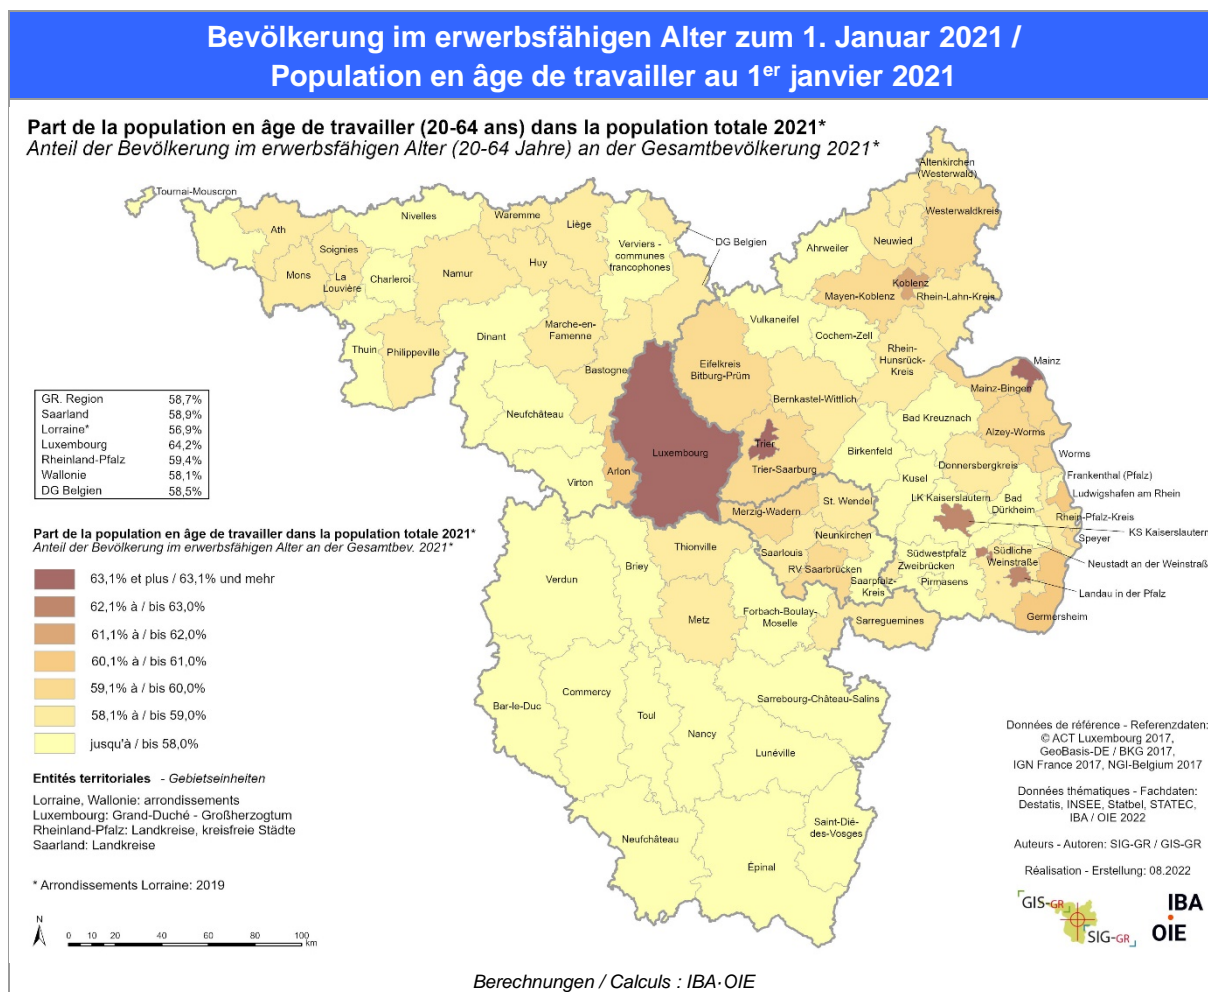 Bevölkerung im erwerbsfähigen Alter zum 1. Januar 2021 /
Population en âge de travailler au 1er janvier 2021
Part de la population en âge de travailler (20-64 ans) dans la population totale 2021*
Anteil der Bevölkerung im erwerbsfähigen Alter (20-64 Jahre) an der Gesamtbevölkerung 2021*
Tournai-Mouscron
Ath
Nivelles
Waremme
Liège
Soignies
Mons
La
Louvière
Charleroi
Namur
Huy
Verviers -
communes
francophones
DG Belgien
Thuin
Philippeville
Dinant
Marche-en-
Famenne
Bastogne
Neufchâteau
Arlon
Virton
Luxembourg
Altenkirchen
(Westerwald)
Westerwaldkreis
Neuwied
Ahrweiler
Koblenz
Mayen-Koblenz
Rhein-Lahn-Kreis
Vulkaneifel
Cochem-Zell
Eifelkreis
Bitburg-Prüm
Rhein-
Hunsrück-
Kreis
Mainz
Mainz-Bingen
Bernkastel-Wittlich
Bad Kreuznach
Alzey-Worms
Trier
Trier-Saarburg
Birkenfeld
Donnersbergkreis
Worms
Frankenthal (Pfalz)
Kusel
Ludwigshafen am Rhein
LK Kaiserslautern
Bad
Dürkheim
Rhein-Pfalz-Kreis
KS Kaiserslautern
Speyer
Merzig-Wadern
St. Wendel
Neunkirchen
Saarlouis
RV Saarbrücken
Saarpfalz-
Kreis
Südwestpfalz
Zweibrücken
Pirmasens
Südliche
Weinstraße
Neustadt an der Weinstraß
Landau in der Pfalz
Germersheim
Thionville
Briey
Verdun
Metz
Forbach-Boulay-
Moselle
Sarreguemines
Sarrebourg-Château-Salins
Bar-le-Duc
Commercy
Toul
Nancy
Lunéville
Neufchâteau
Épinal
Saint-Dié-
des-Vosges
GR. Region 58,7%
Saarland 58,9%
Lorraine* 56,9%
Luxembourg 64,2%
Rheinland-Pfalz 59,4%
Wallonie 58,1%
DG Belgien 58,5%
Part de la population en âge de travailler dans la population totale 2021*
Anteil der Bevölkerung im erwerbsfähigen Alter an der Gesamtbev. 2021*
63,1% et plus / 63,1% und mehr
62,1% à / bis 63,0%
61,1% à / bis 62,0%
60,1% à / bis 61,0%
59,1% à / bis 60,0%
58,1% à / bis 59,0%
jusqu'à / bis 58,0%
Entités territoriales - Gebietseinheiten
Lorraine, Wallonie: arrondissements
Luxembourg: Grand-Duché - Großherzogtum
Rheinland-Pfalz: Landkreise, kreisfreie Städte
Saarland: Landkreise
* Arrondissements Lorraine: 2019
N
0 10 20 40 60 80 100
km
Données de référence - Referenzdaten:
© ACT Luxembourg 2017,
GeoBasis-DE / BKG 2017,
IGN France 2017, NGI-Belgium 2017
Données thématiques - Fachdaten:
Destatis, INSEE, Statbel, STATEC,
IBA / OIE 2022
Auteurs - Autoren: SIG-GR / GIS-GR
Réalisation - Erstellung: 08.2022
GIS-GR
SIG-GR
IBA
OIE
Berechnungen / Calculs : IBA·OIE